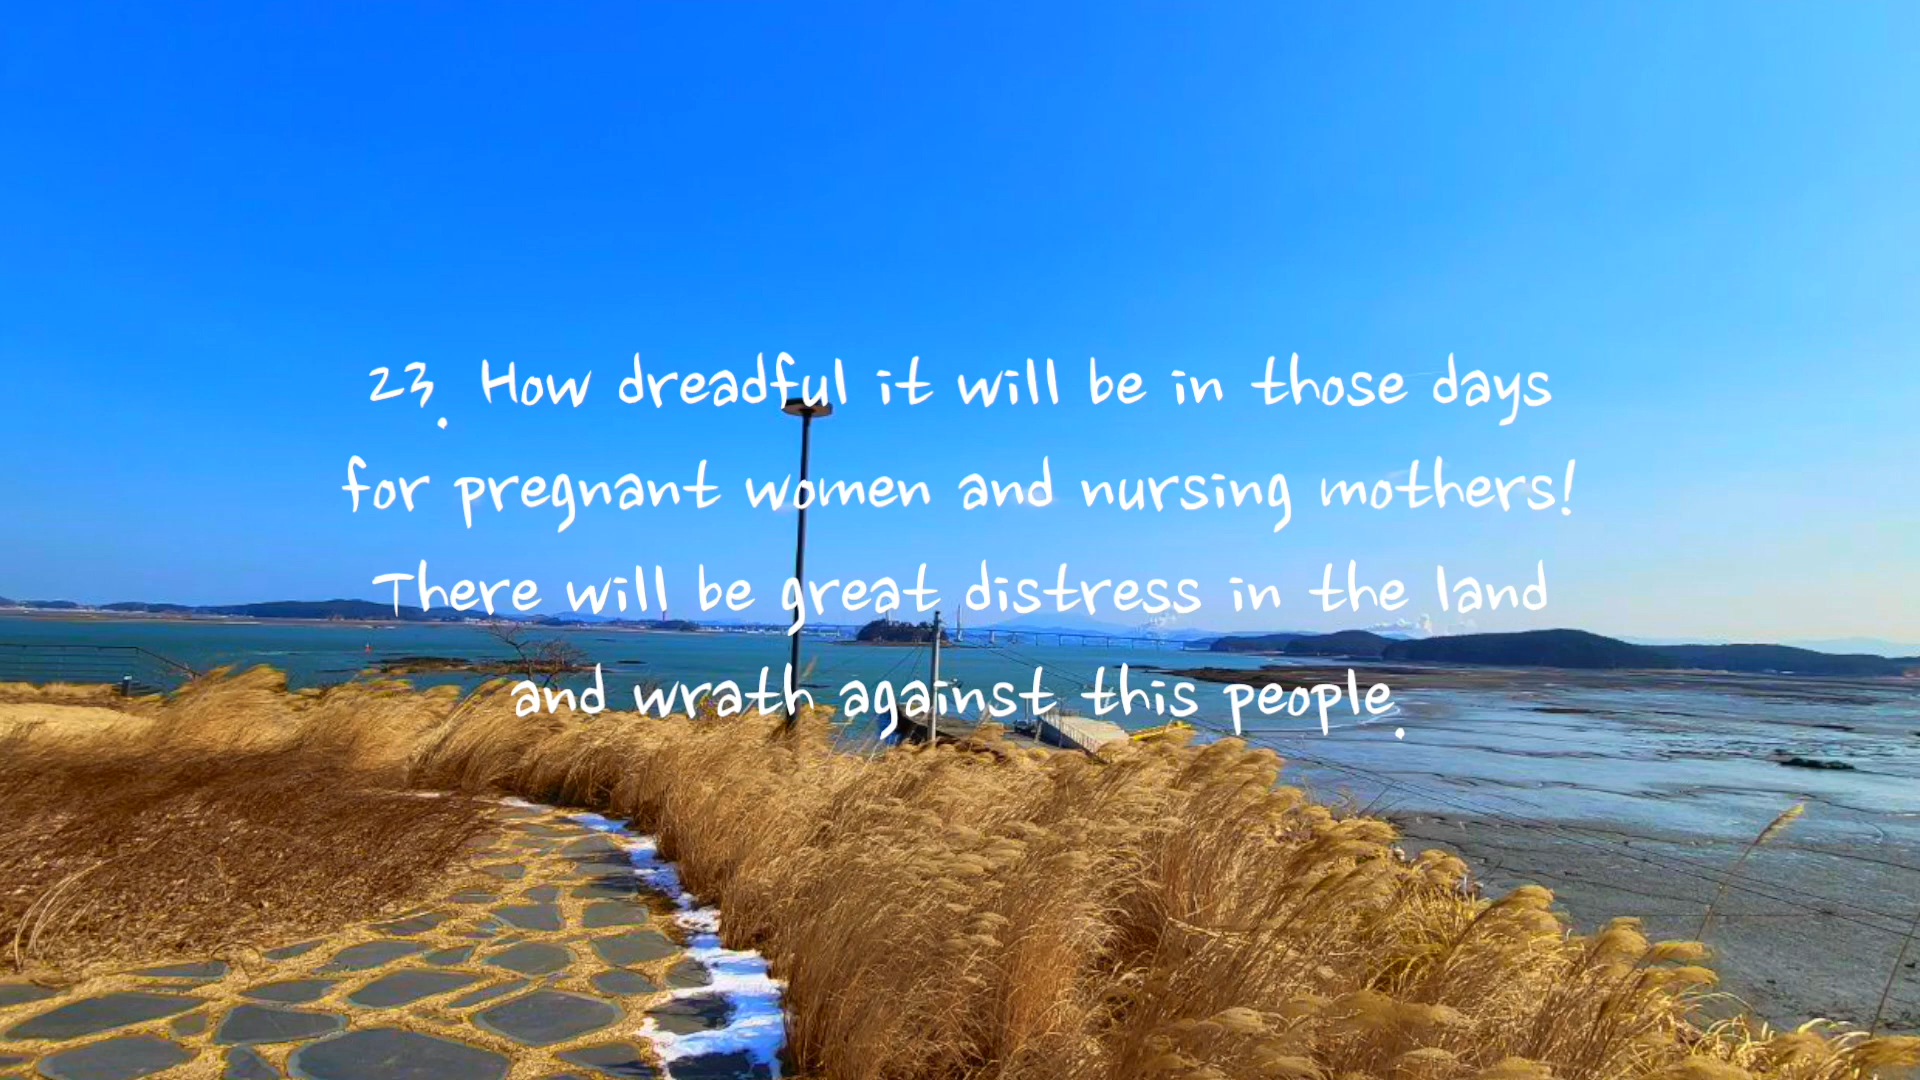 23. How dreadful it will be in those days
for pregnant women and nursing mothers!
There will be great distress in the land
and wrath against this people.